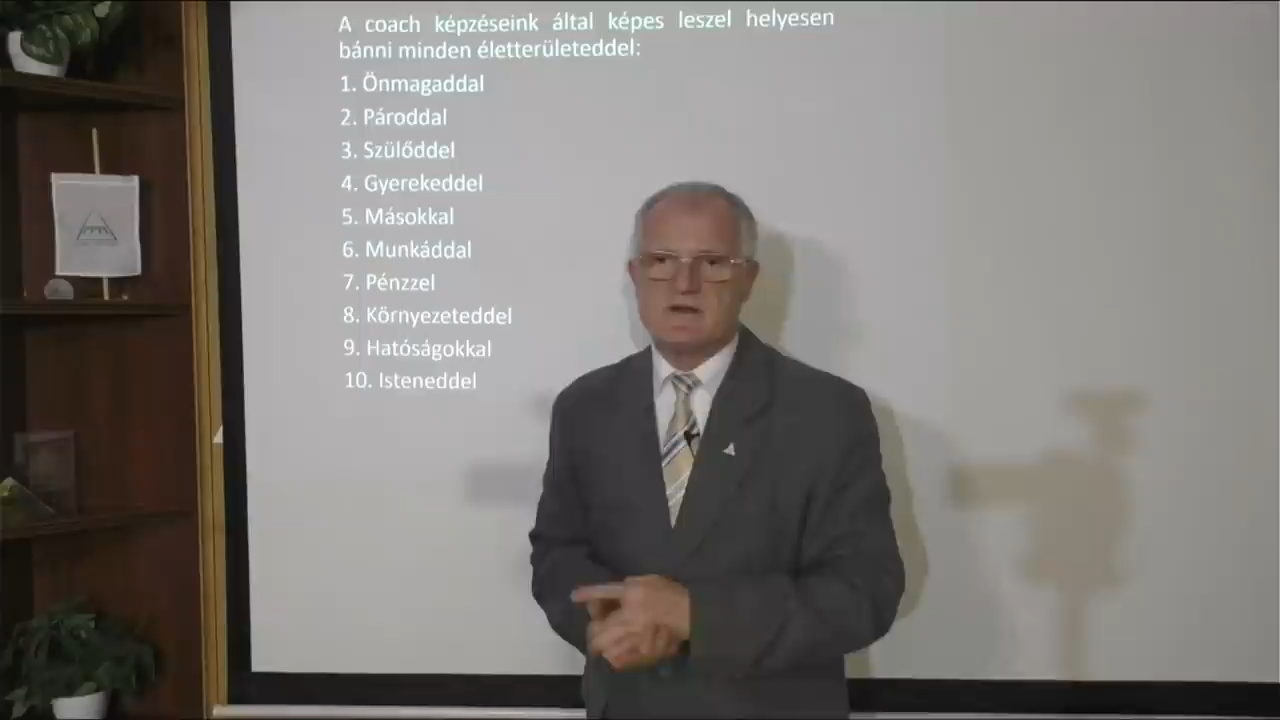 A coach képzéseink által képes leszel helyesen
bánni minden életterületeddel:
1. Önmagaddal
2. Pároddal
3. Szülőddel
4. Gyerekeddel
5. Másokkal
6. Munkáddal
7. Pénzzel
8. Környezeteddel
9. Hatóságokkal
10. Isteneddel